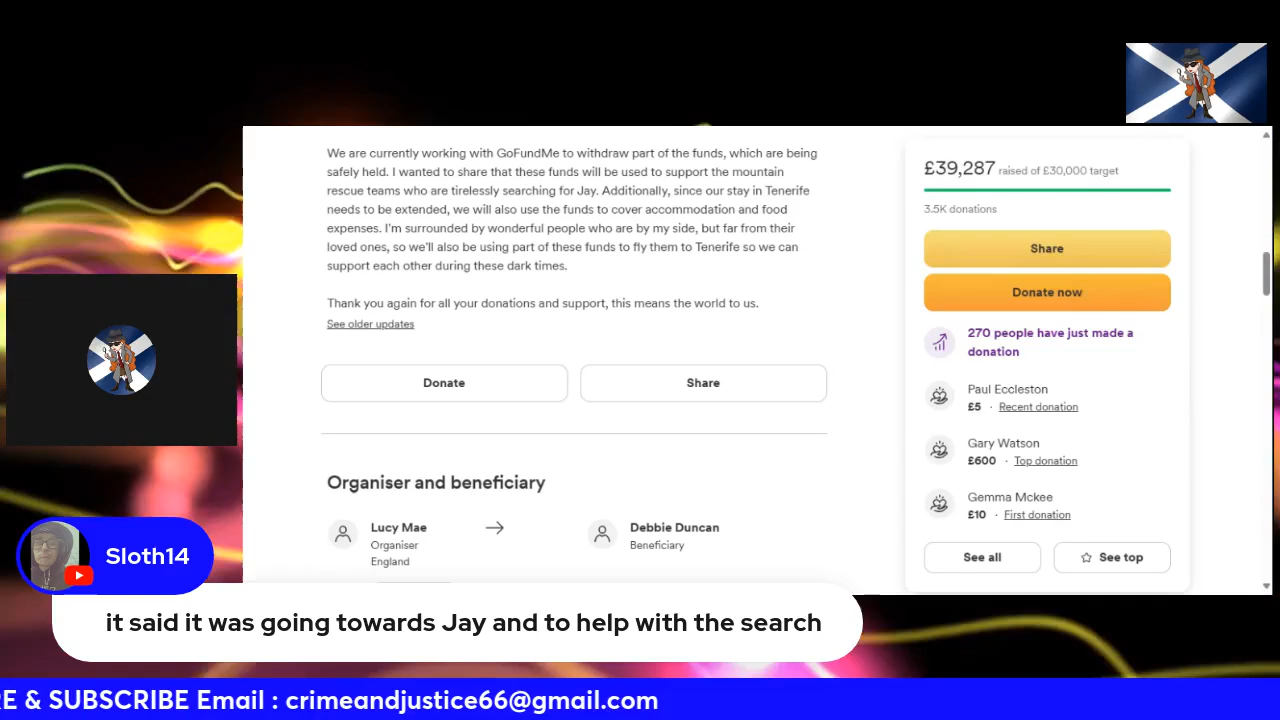 We are currently working with GoFundMe to withdraw part of the funds, which are being
safely held. I wanted to share that these funds will be used to support the mountain
rescue teams who are tirelessly searching for Jay. Additionally, since our stay in Tenerife
needs to be extended, we will also use the funds to cover accommodation and food
expenses. I'm surrounded by wonderful people who are by my side, but far from their
loved ones, so we'll also be using part of these funds to fly them to Tenerife so we can
support each other during these dark times.
Thank you again for all your donations and support, this means the world to us.
See older updates
Donate
Share
Organiser and beneficiary
Lucy Mae
Organiser
England
Debbie Duncan
Beneficiary
£39,287 raised of £30,000 target
3.5K donations
Share
Donate now
270 people have just made a
donation
Paul Eccleston
£5 · Recent donation
Gary Watson
£600 · Top donation
Gemma Mckee
£10 · First donation
See all
See top
Sloth14
it said it was going towards Jay and to help with the search
RE & SUBSCRIBE Email : crimeandjustice66@gmail.com